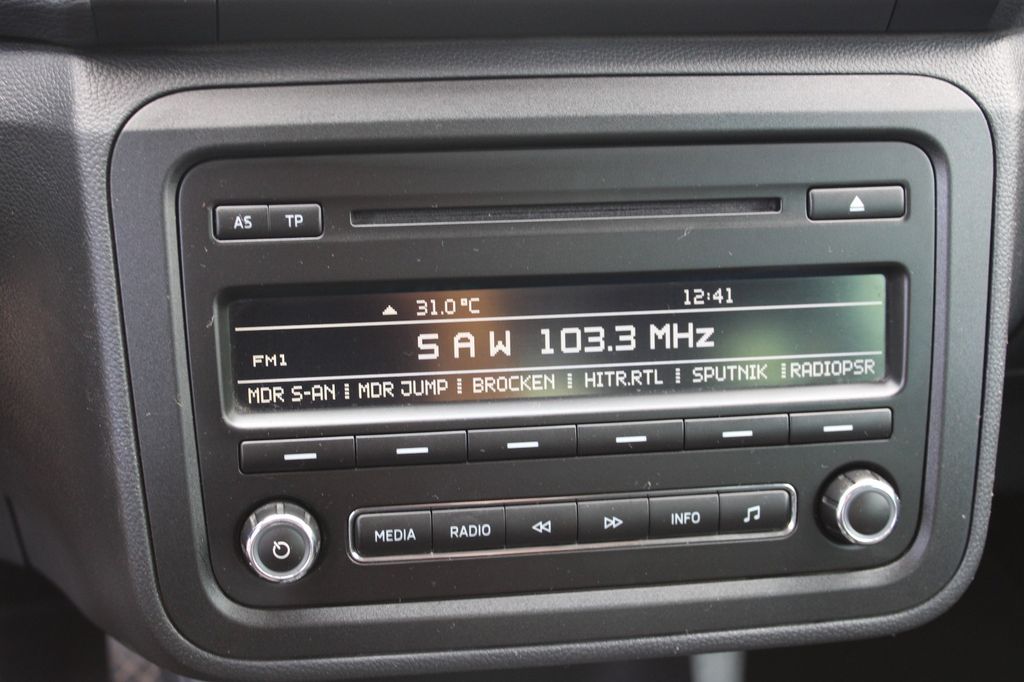 AS TP
31.0°C 12:41
SAW 103.3 MHz
FM1
MDR S-AN MDR JUMP BROCKEN HITR.RTL SPUTNIK RADIOPSR
MEDIA RADIO INFO